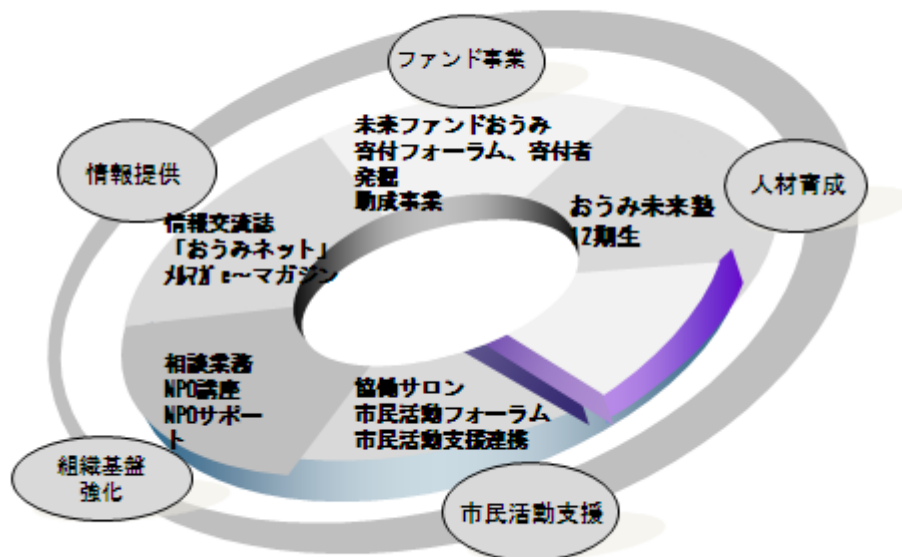 ファンド事業
未来ファンドおうみ
寄付フォーラム、寄付者
発掘
助成事業
人材育成
おうみ未来塾
12期生
情報提供
情報交流誌
「おうみネット」
ﾒﾙﾏｶﾞ e～マガジン
相談業務
NPO講座
NPOサポー
ト
協働サロン
市民活動フォーラム
市民活動支援連携
組織基盤
強化
市民活動支援